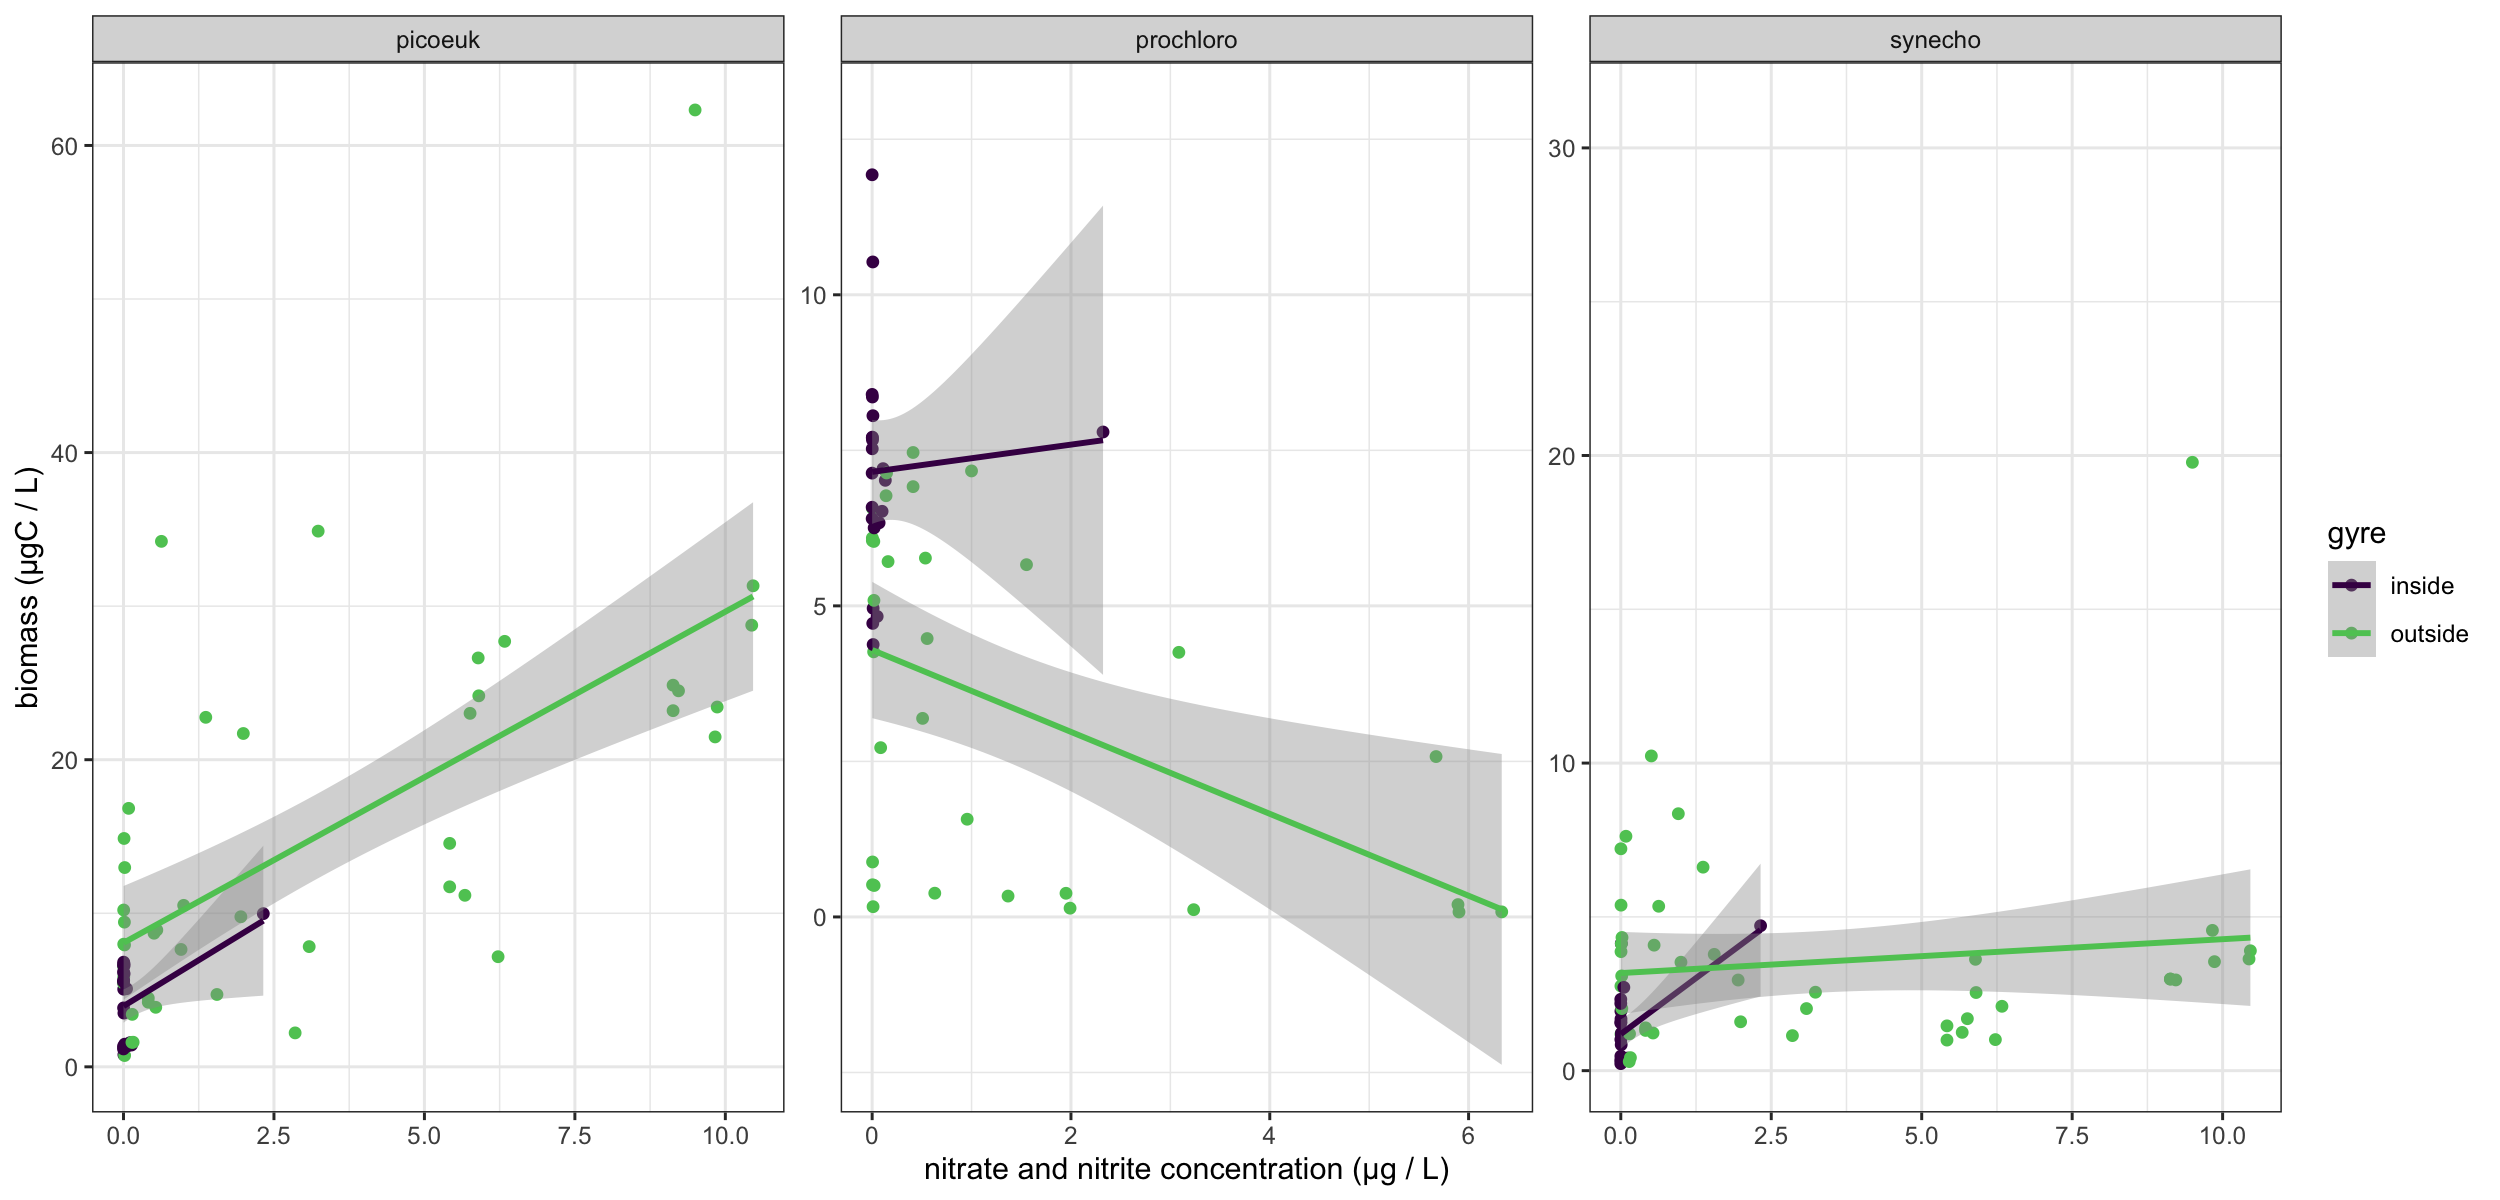 picoeuk
prochloro
synecho
biomass (µgC / L)
60
40
20
0
10
5
0
30
20
10
0
0.0 2.5 5.0 7.5 10.0
0 2 4 6
0.0 2.5 5.0 7.5 10.0
nitrate and nitrite concentration (µg / L)
gyre
inside
outside